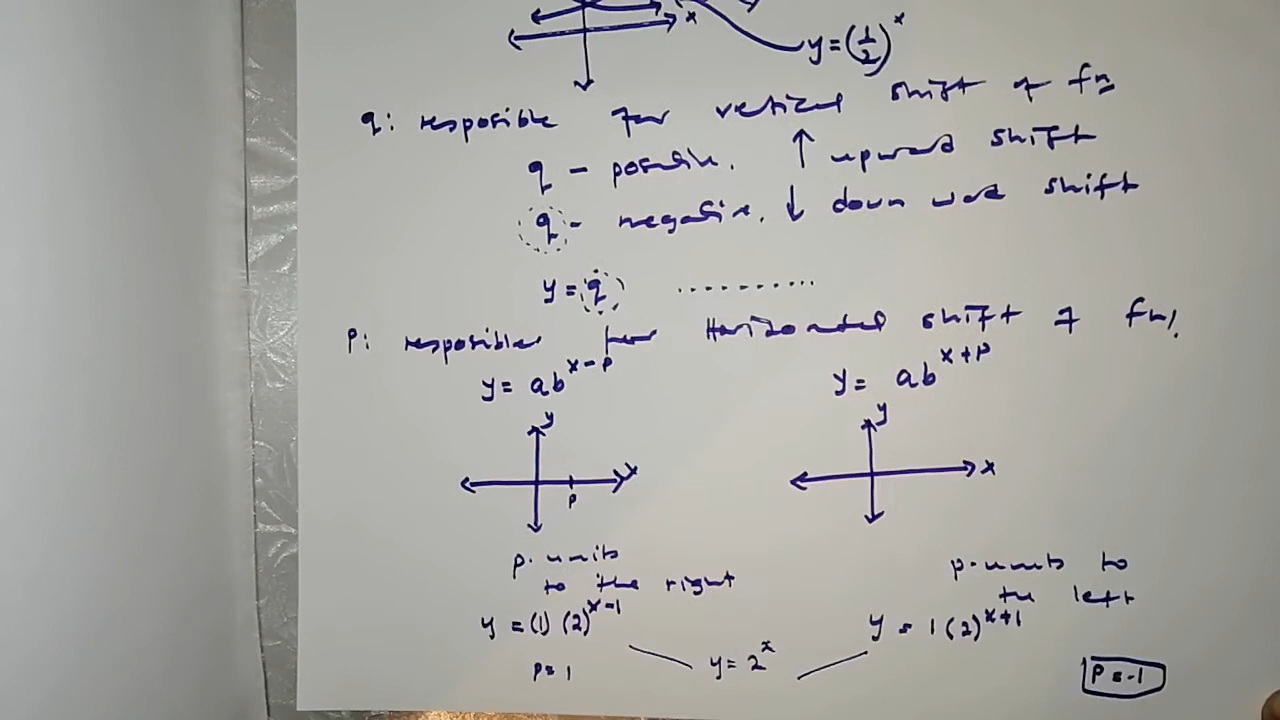 x
y = (1/2)^x
q: resposible for vertical shift of fn
q - positive. ↑ upward shift
q - negative. ↓ down ward shift
y = q ...........
p: resposible for Horizontal shift of fn!
y = ab^x-p
y = ab^x+p
y
x
p
y
x
p-units to the right
p-units to the left
y = (1) (2)^x-1
y = 1 (2)^x+1
p = 1
y = 2^x
p = -1